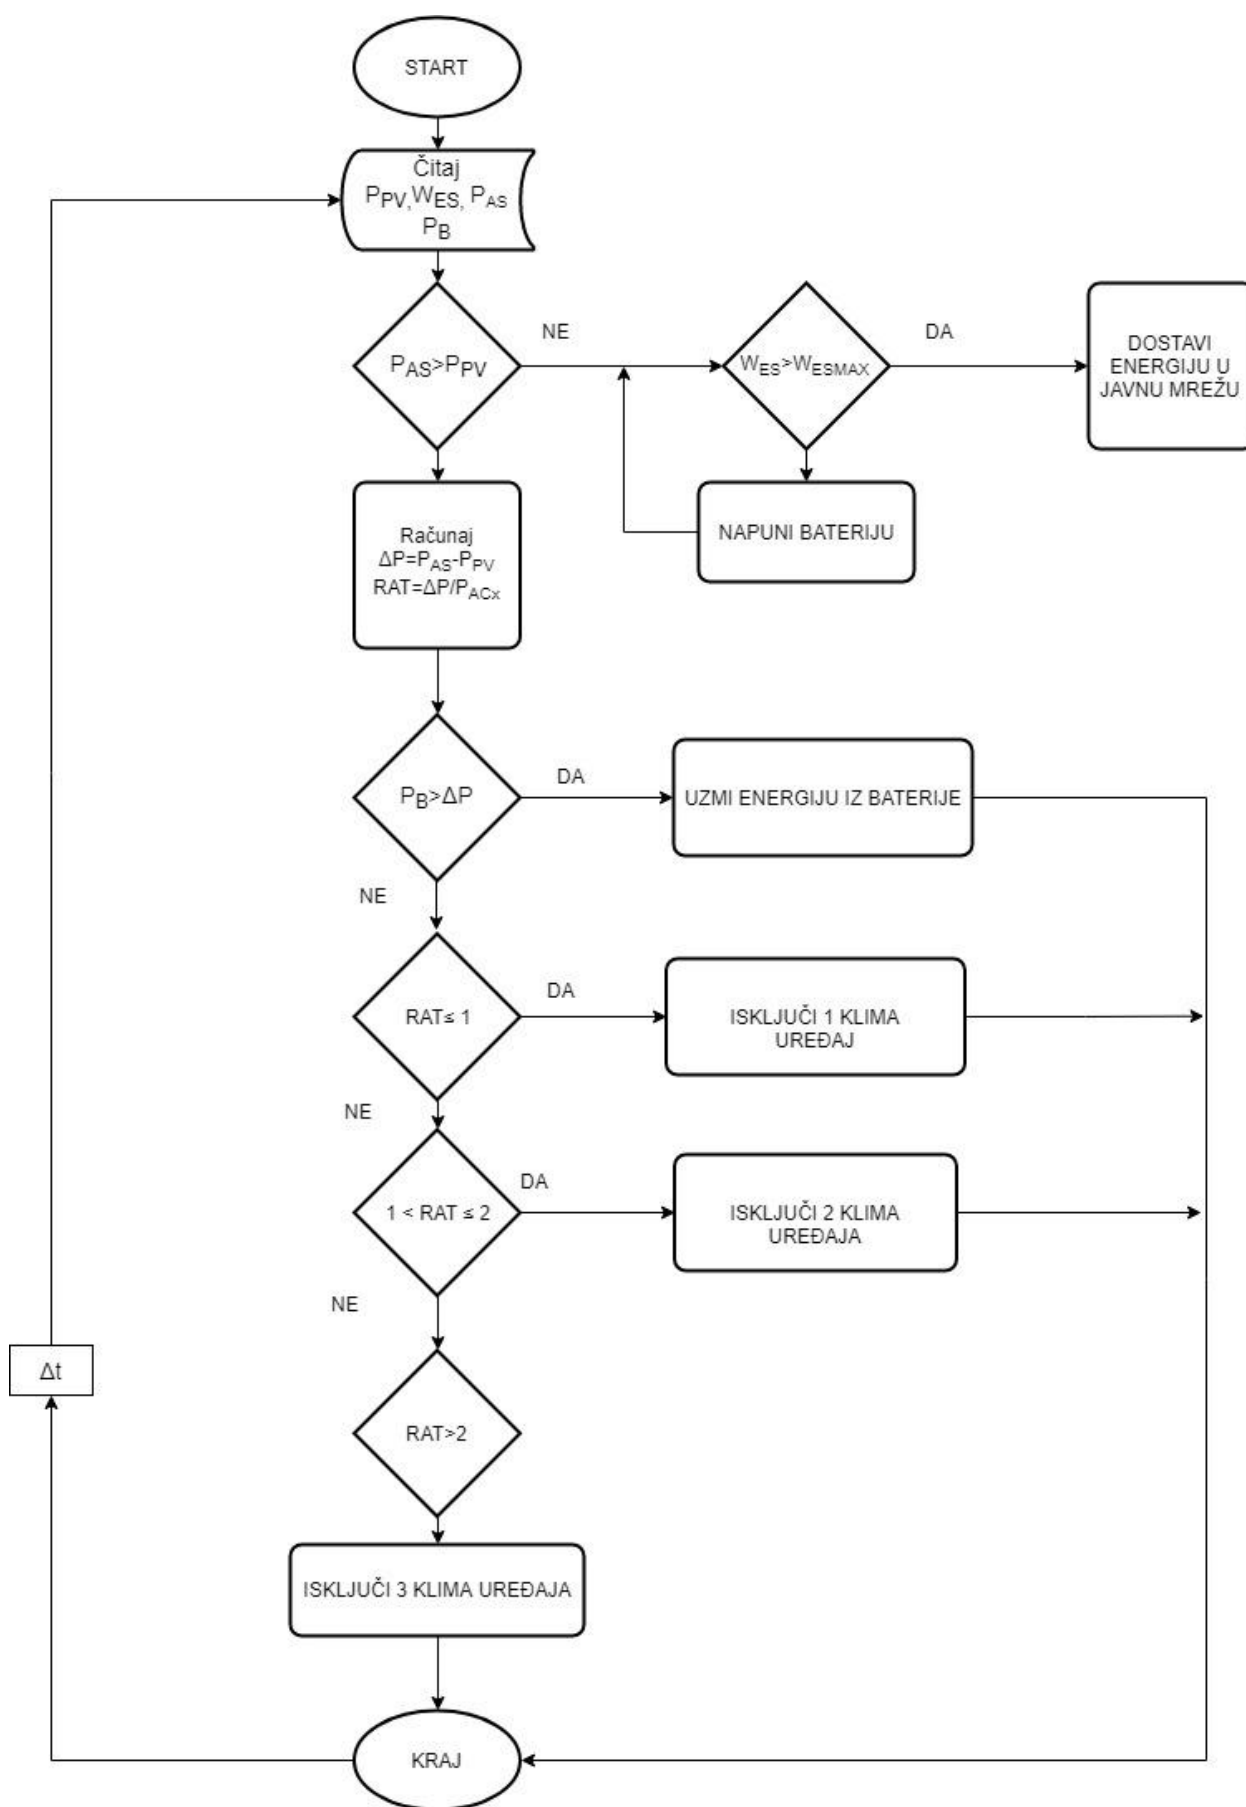 START
Čitaj
PPV,WES, PAS
PB
PAS>PPV
NE
WES>WESMAX
DA
DOSTAVI
ENERGIJU U
JAVNU MREŽU
NAPUNI BATERIJU
Računaj
ΔP=PAS-PPV
RAT=ΔP/PACx
PB>ΔP
DA
UZMI ENERGIJU IZ BATERIJE
NE
RAT≤ 1
DA
ISKLJUČI 1 KLIMA
UREĐAJ
NE
1 < RAT ≤ 2
DA
ISKLJUČI 2 KLIMA
UREĐAJA
NE
Δt
RAT>2
ISKLJUČI 3 KLIMA UREĐAJA
KRAJ